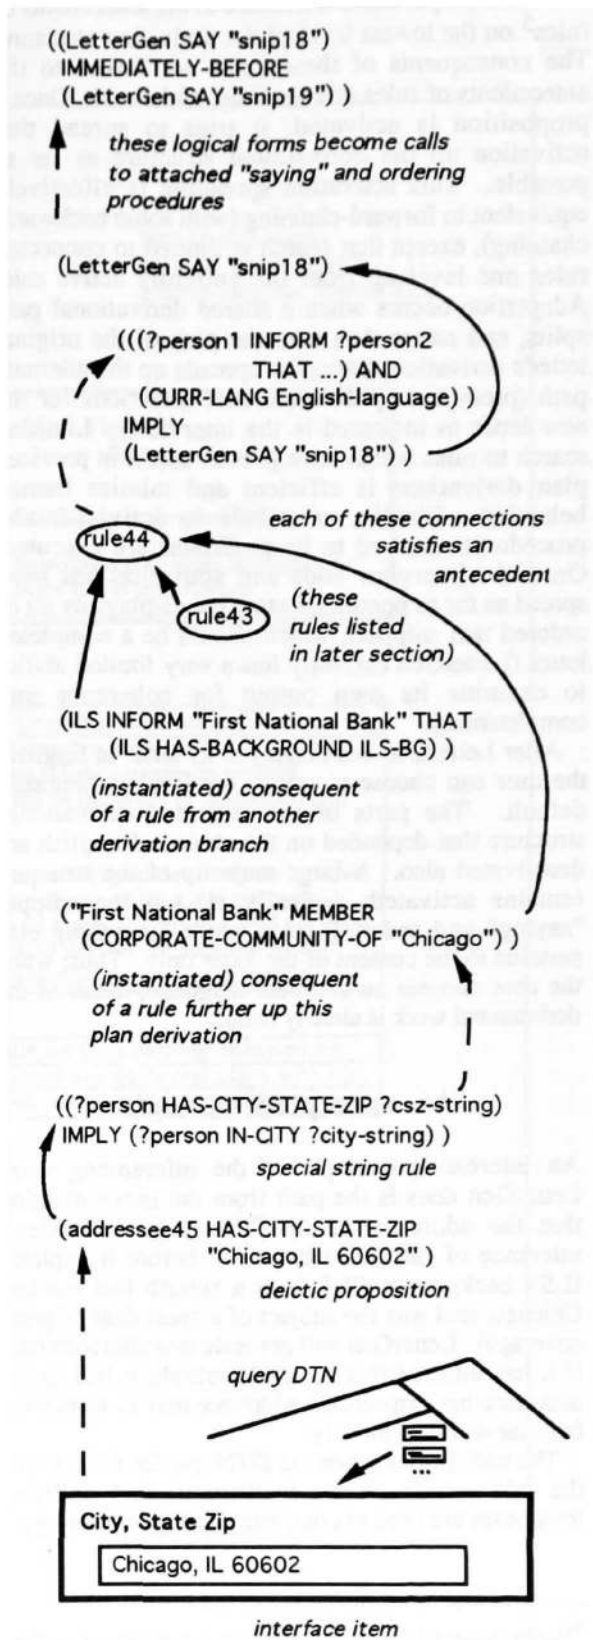 ((LetterGen SAY "snip18")
IMMEDIATELY-BEFORE
(LetterGen SAY "snip19") )
these logical forms become calls
to attached "saying" and ordering
procedures
(LetterGen SAY "snip18")
(((?person1 INFORM ?person2
THAT...) AND
(CURR-LANG English-language) )
IMPLY
(LetterGen SAY "snip18") )
rule44
each of these connections
satisfies an
antecedent
rule43
(these
rules listed
in later section)
(ILS INFORM "First National Bank" THAT
(ILS HAS-BACKGROUND ILS-BG) )
(instantiated) consequent
of a rule from another
derivation branch
("First National Bank" MEMBER
(CORPORATE-COMMUNITY-OF "Chicago") )
(instantiated) consequent
of a rule further up this
plan derivation
((?person HAS-CITY-STATE-ZIP ?csz-string)
IMPLY (?person IN-CITY ?city-string) )
special string rule
(addressee45 HAS-CITY-STATE-ZIP
"Chicago, IL 60602" )
deictic proposition
query DTN
...
City, State Zip
Chicago, IL 60602
interface item